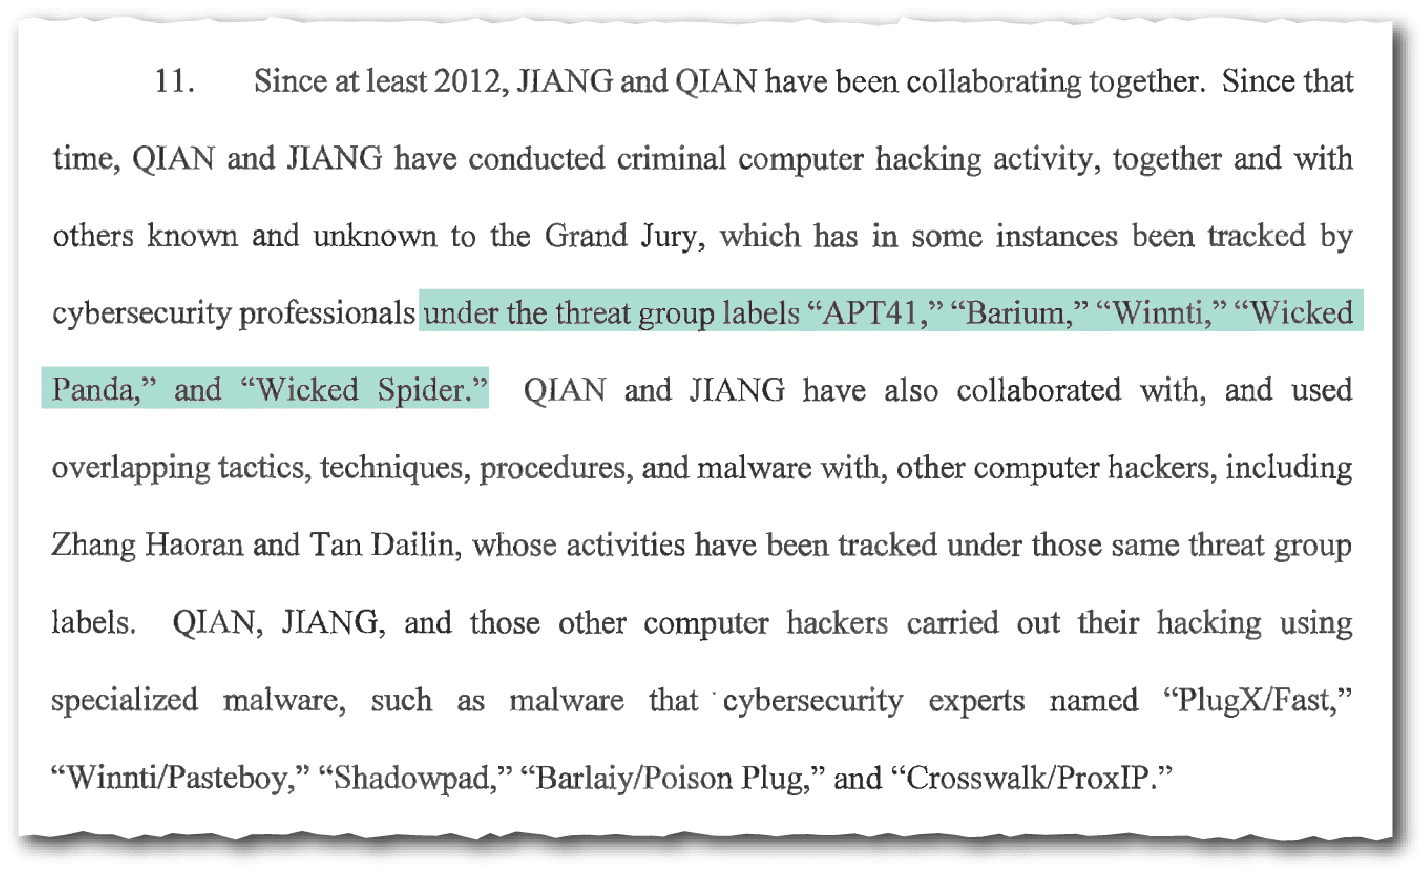 11. Since at least 2012, JIANG and QIAN have been collaborating together. Since that
time, QIAN and JIANG have conducted criminal computer hacking activity, together and with
others known and unknown to the Grand Jury, which has in some instances been tracked by
cybersecurity professionals under the threat group labels “APT41,” “Barium,” “Winnti,” “Wicked
Panda,” and “Wicked Spider.” QIAN and JIANG have also collaborated with, and used
overlapping tactics, techniques, procedures, and malware with, other computer hackers, including
Zhang Haoran and Tan Dailin, whose activities have been tracked under those same threat group
labels. QIAN, JIANG, and those other computer hackers carried out their hacking using
specialized malware, such as malware that cybersecurity experts named “PlugX/Fast,”
“Winnti/Pasteboy,” “Shadowpad,” “Barlaiy/Poison Plug,” and “Crosswalk/ProxIP.”